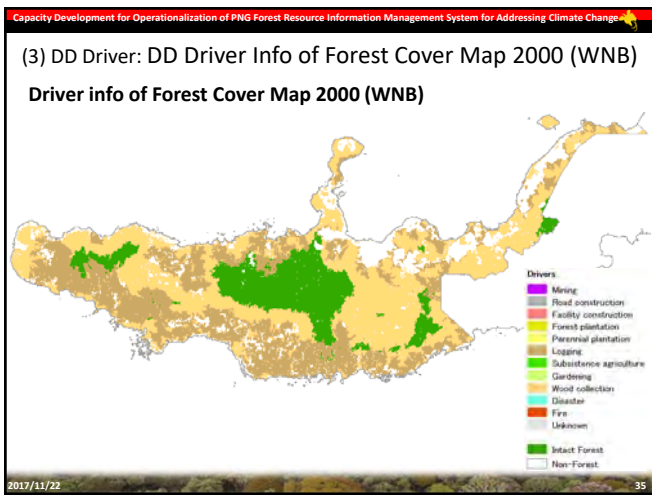 Capacity Development for Operationalization of PNG Forest Resource Information Management System for Addressing Climate Change
(3) DD Driver: DD Driver Info of Forest Cover Map 2000 (WNB)
Driver info of Forest Cover Map 2000 (WNB)
Drivers
Mining
Road construction
Facility construction
Forest plantation
Perennial plantation
Logging
Subsistence agriculture
Gardening
Wood collection
Disaster
Fire
Unknown
Intact Forest
Non-Forest
2017/11/22
35